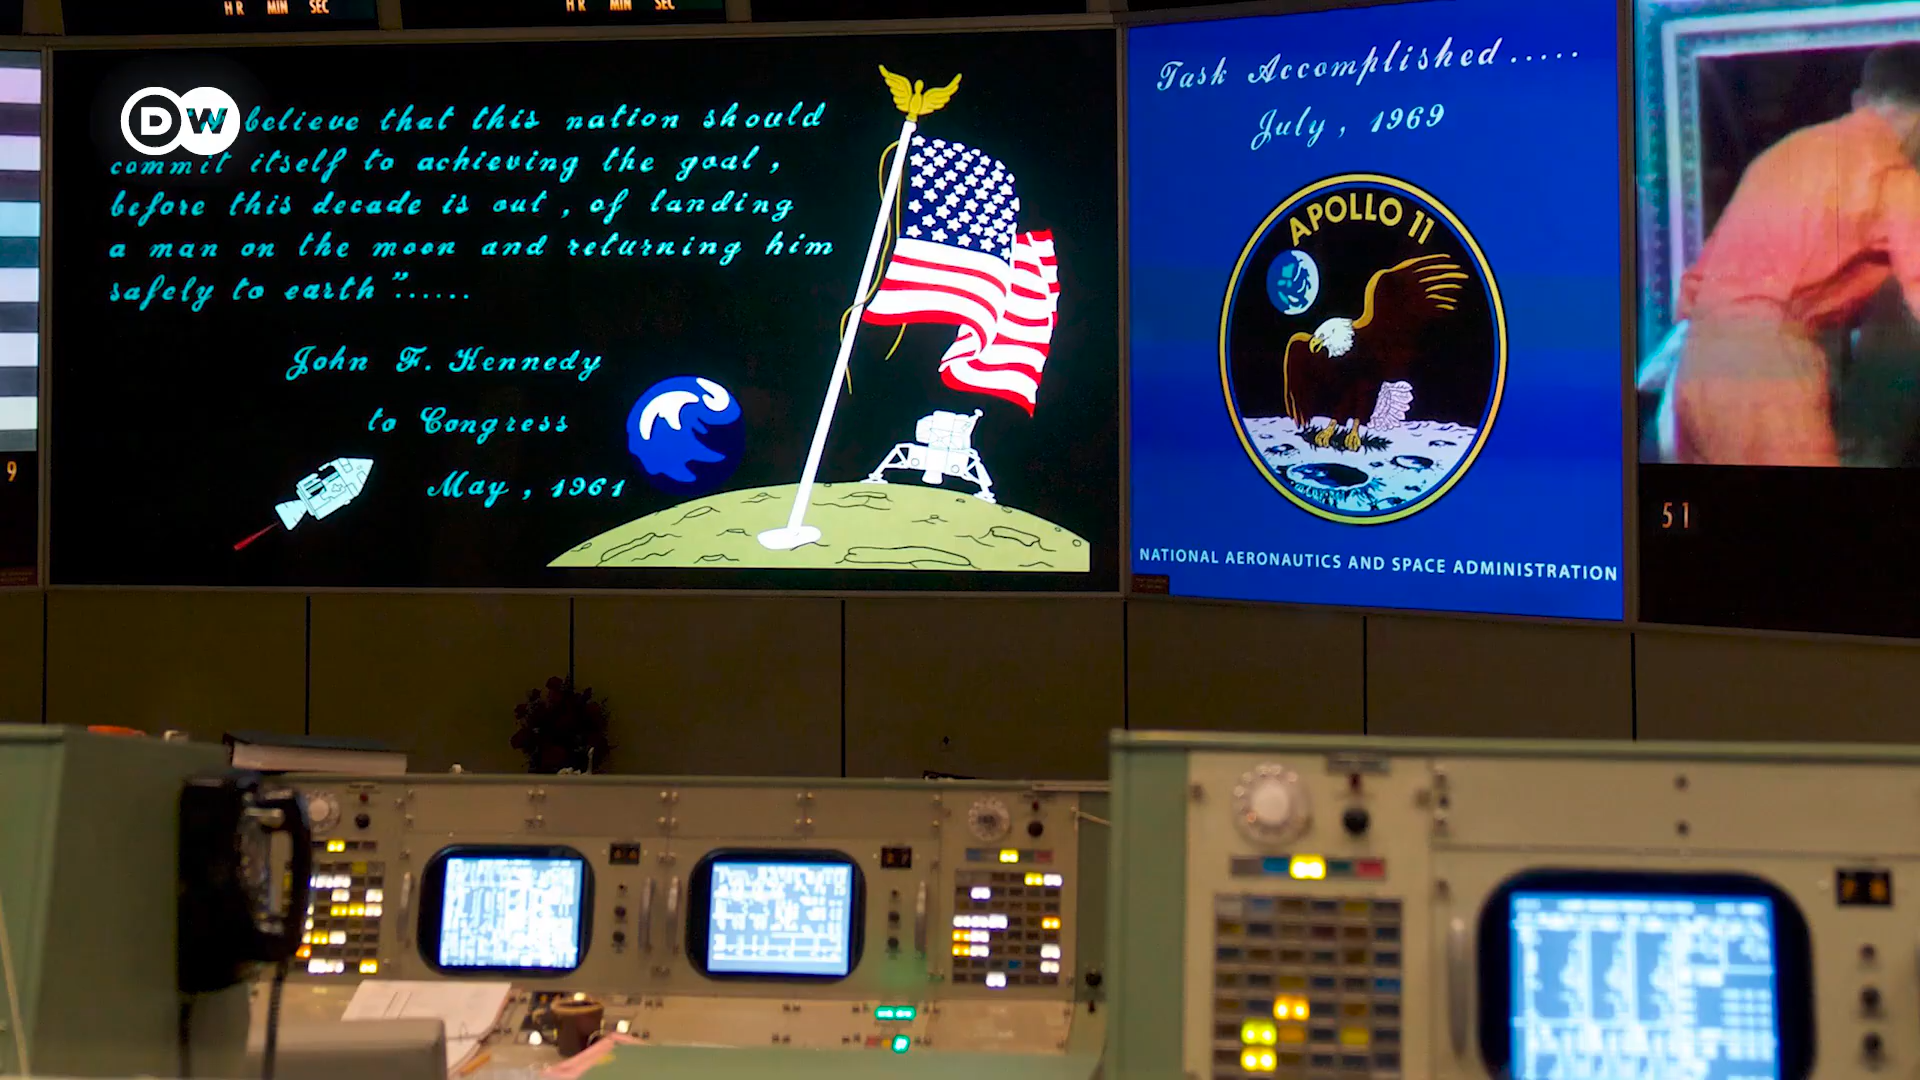 HR MIN SEC
HR MIN SEC
DW
believe that this nation should
commit itself to achieving the goal,
before this decade is out, of landing
a man on the moon and returning him
safely to earth"......
John F. Kennedy
to Congress
May, 1961
Task Accomplished.....
July, 1969
APOLLO 11
NATIONAL AERONAUTICS AND SPACE ADMINISTRATION
9
51